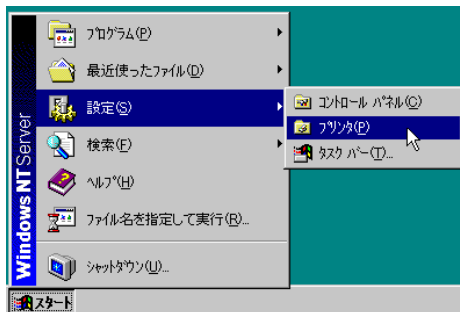 Windows NT Server
プログラム(P)
最近使ったファイル(D)
設定(S)
検索(F)
ヘルプ(H)
ファイル名を指定して実行(R)...
シャットダウン(U)...
コントロール パネル(C)
プリンタ(P)
タスク バー(T)...
スタート